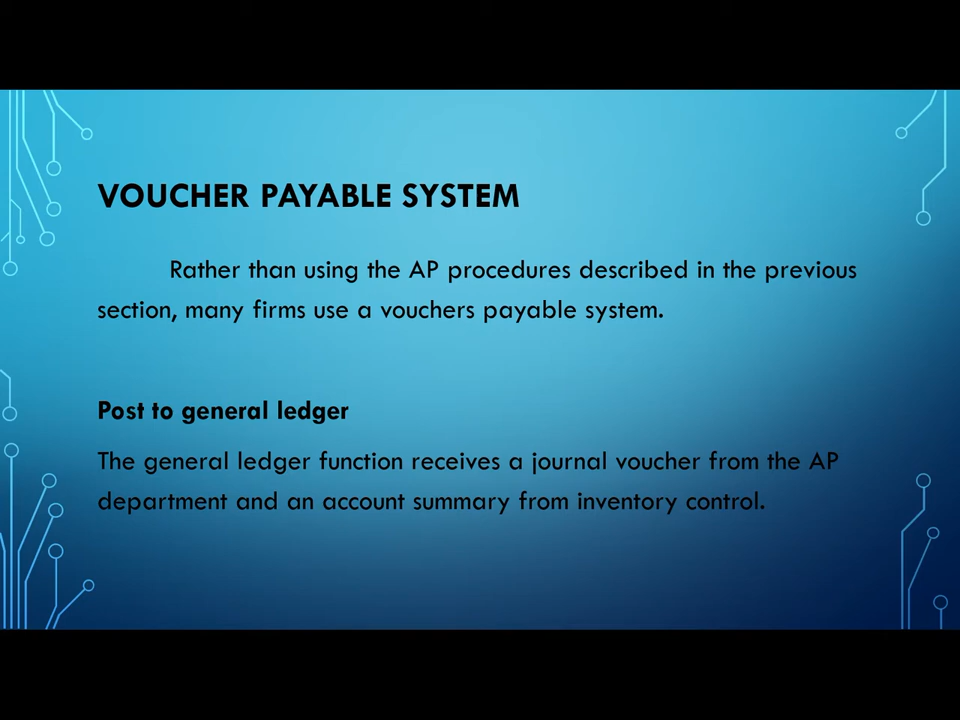 VOUCHER PAYABLE SYSTEM
Rather than using the AP procedures described in the previous
section, many firms use a vouchers payable system.
Post to general ledger
The general ledger function receives a journal voucher from the AP
department and an account summary from inventory control.